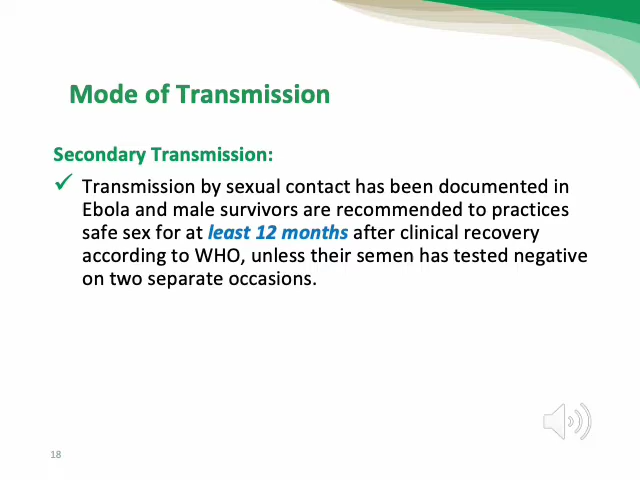 Mode of Transmission
Secondary Transmission:
✓ Transmission by sexual contact has been documented in
Ebola and male survivors are recommended to practices
safe sex for at least 12 months after clinical recovery
according to WHO, unless their semen has tested negative
on two separate occasions.
18